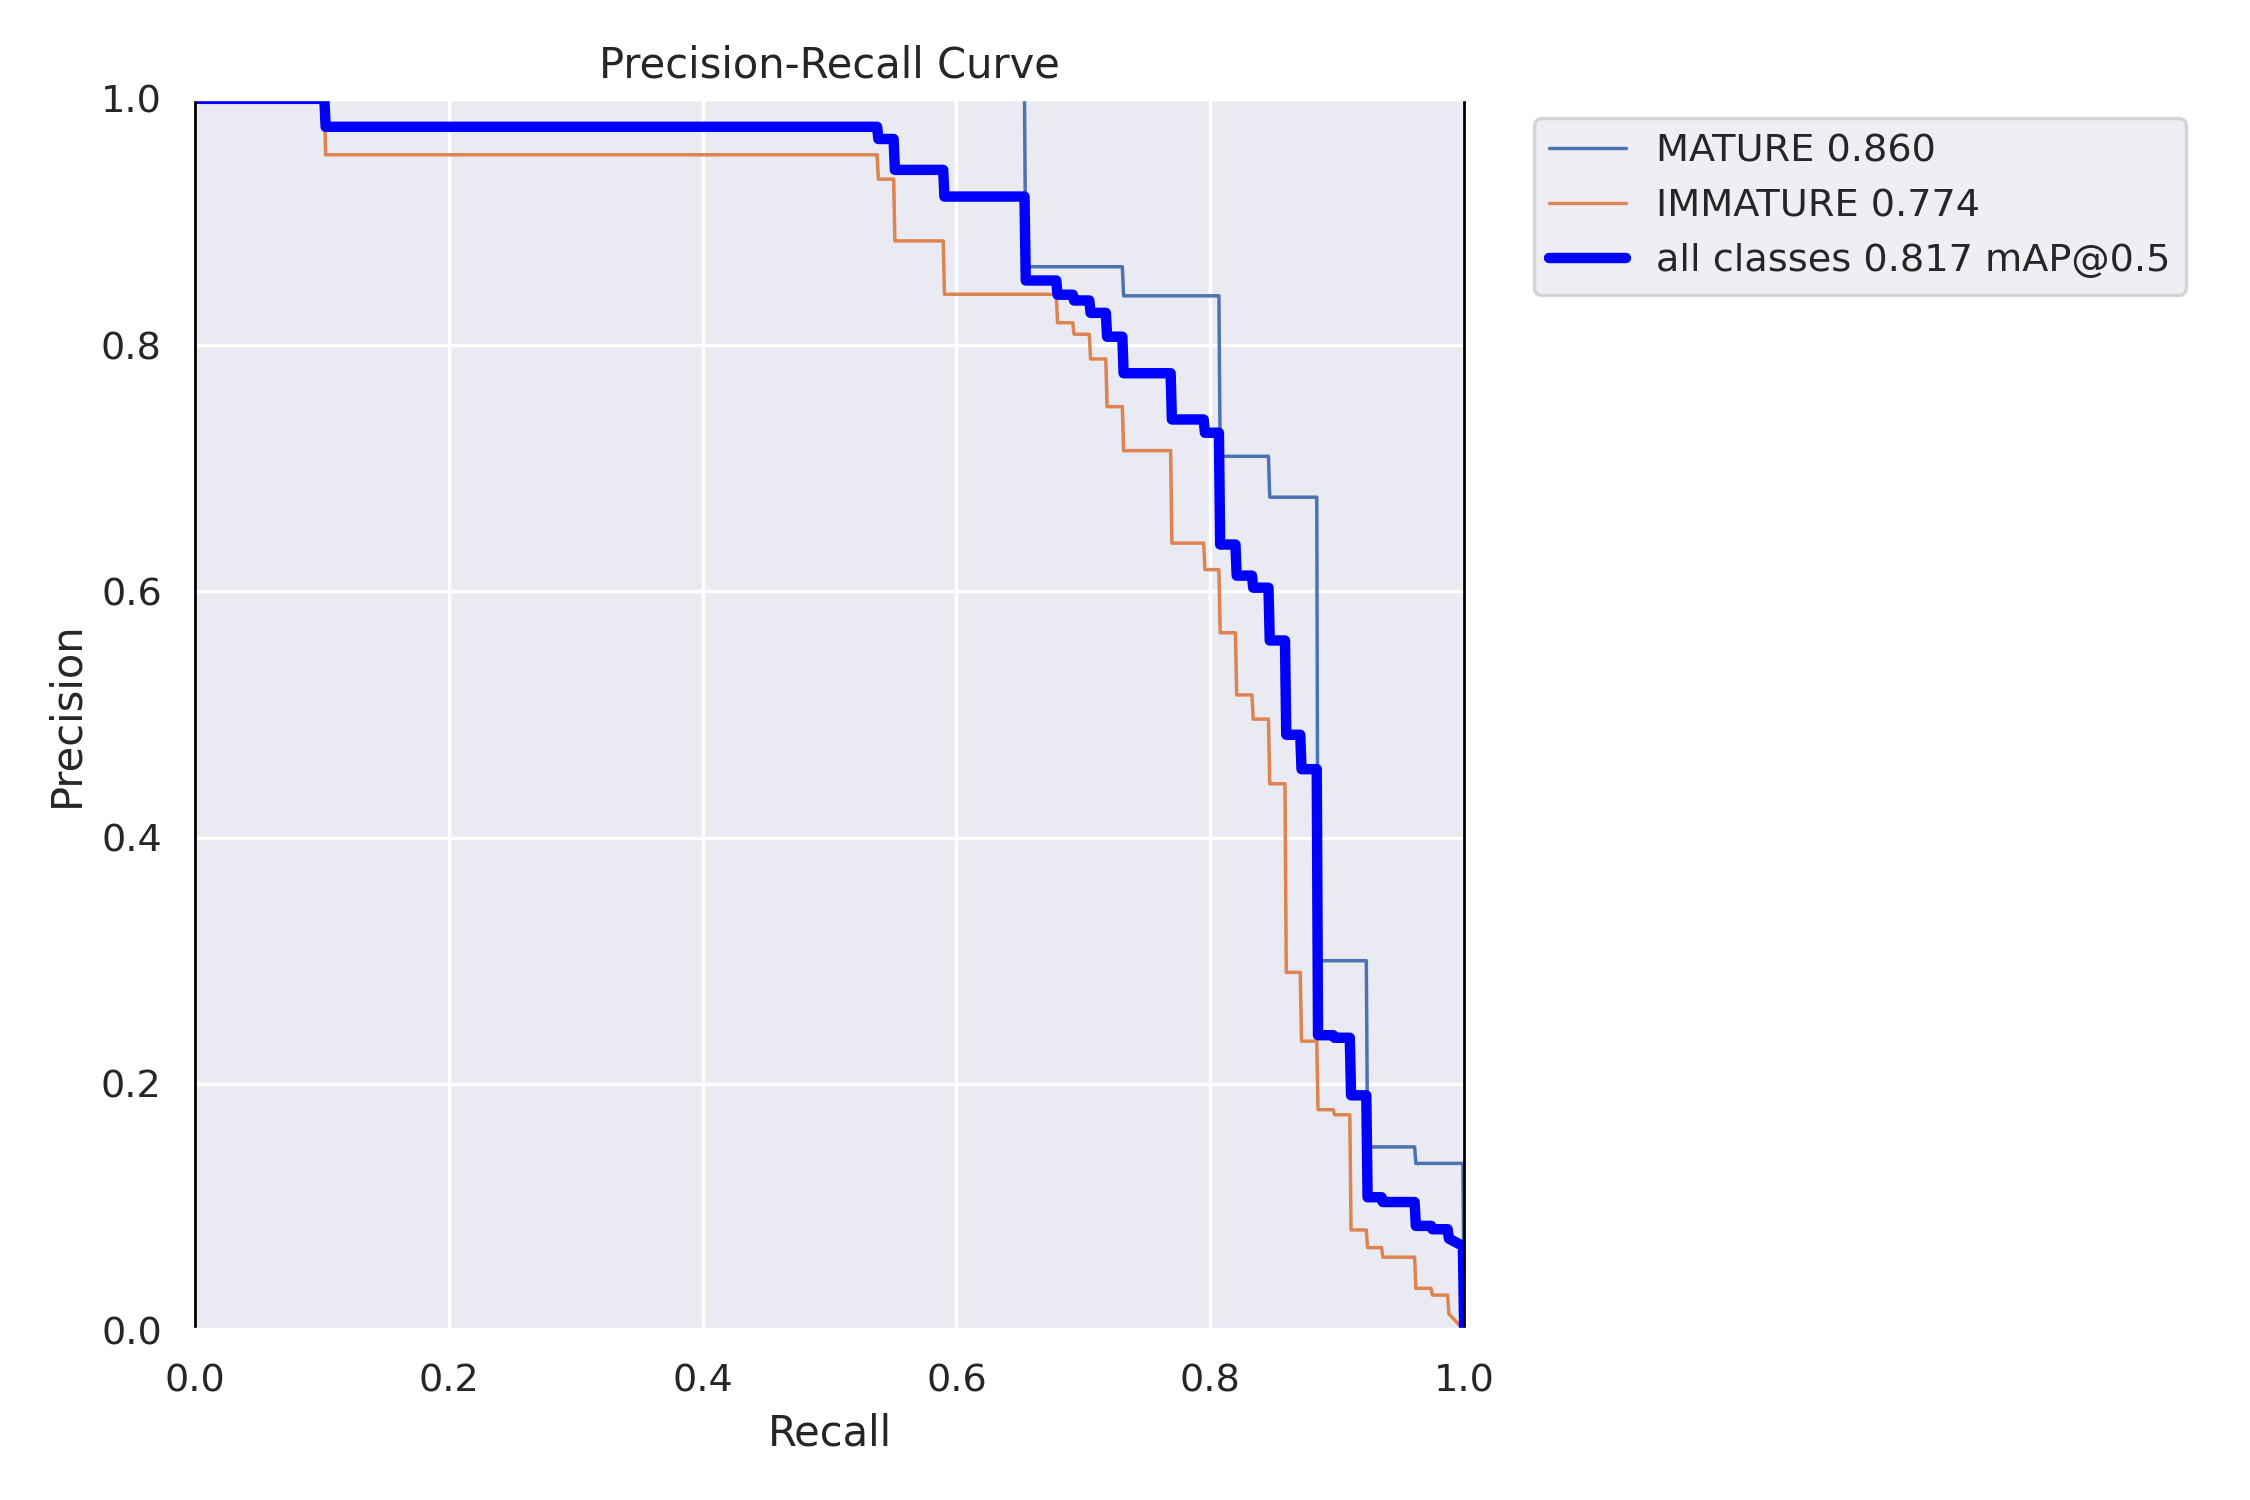 Precision-Recall Curve
MATURE 0.860
IMMATURE 0.774
all classes 0.817 mAP@0.5
Precision
1.0
0.8
0.6
0.4
0.2
0.0
0.0 0.2 0.4 0.6 0.8 1.0
Recall